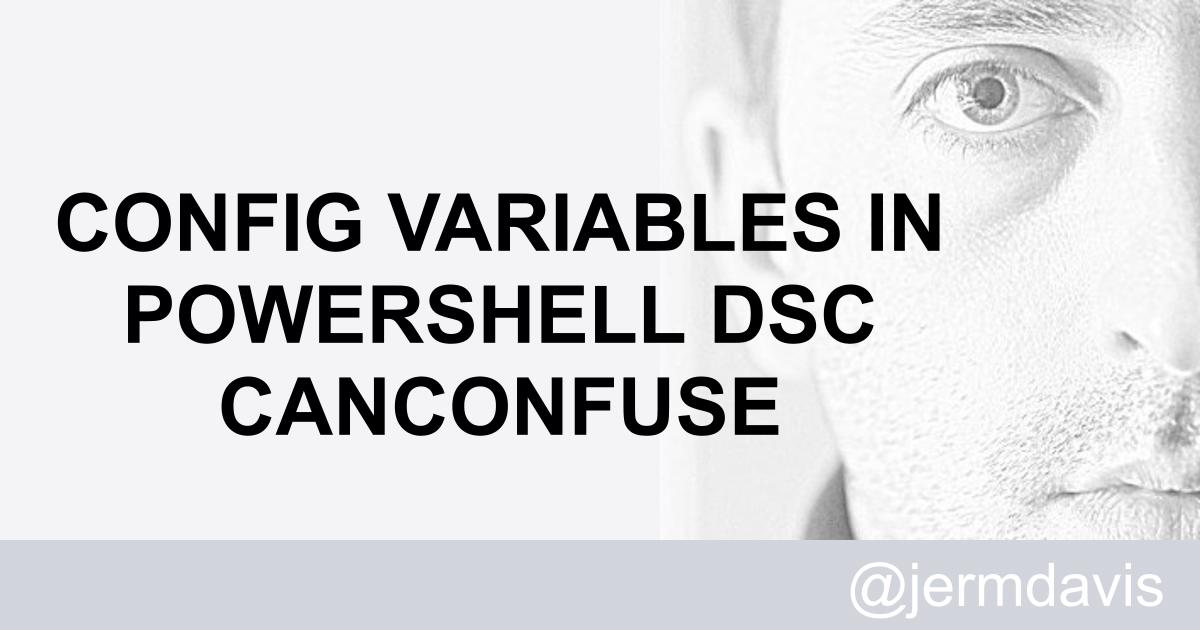 CONFIG VARIABLES IN
POWERSHELL DSC
CANCONFUSE
@jermdavis